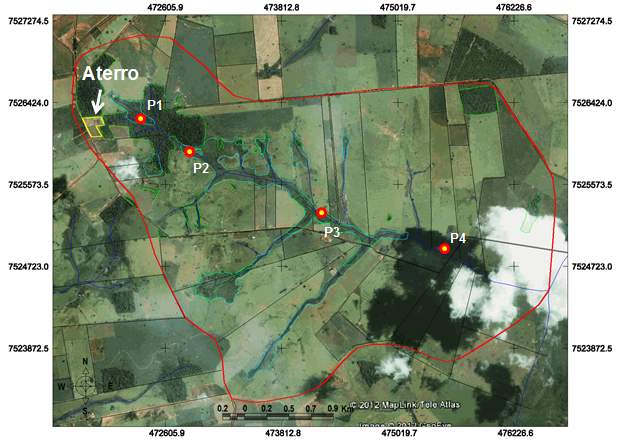 472605.9 473812.8 475019.7 476226.6
7527274.5 7527274.5
Aterro
7526424.0 7526424.0
P1
P2
7525573.5 7525573.5
P3
P4
7524723.0 7524723.0
7523872.5 7523872.5
N
W E
S
0.2 0 0.2 0.5 0.7 0.9 Km
© 2012 MapLink/Tele Atlas
Image © 2012 GeoEye
472605.9 473812.8 475019.7 476226.6